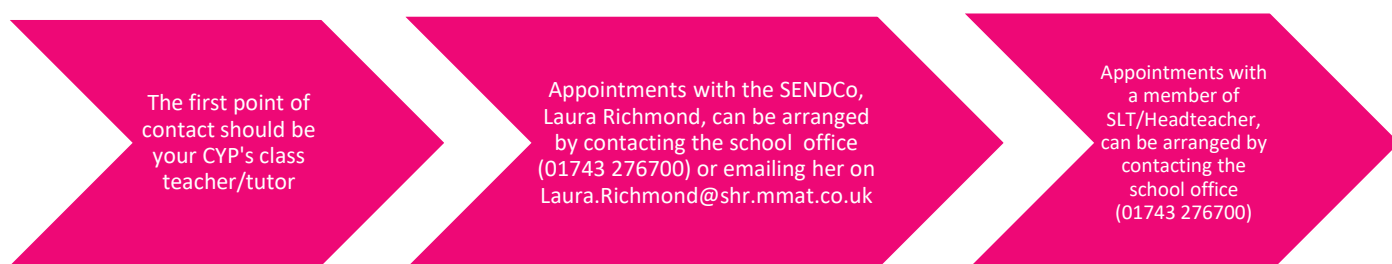 The first point of
contact should be
your CYP's class
teacher/tutor
Appointments with the SENDCo,
Laura Richmond, can be arranged
by contacting the school  office
(01743 276700) or emailing her on
Laura.Richmond@shr.mmat.co.uk
Appointments with
a member of
SLT/Headteacher,
can be arranged by
contacting the
school office
(01743 276700)